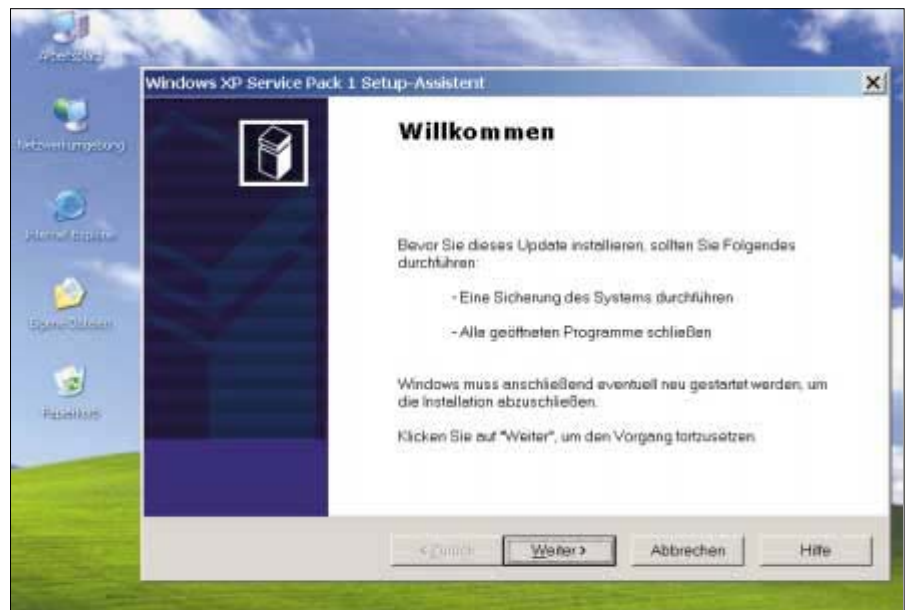 Netzwerkumgebung
Internet Explorer
Eigene Dateien
Papierkorb
Windows XP Service Pack 1 Setup-Assistent
Willkommen
Bevor Sie dieses Update installieren, sollten Sie Folgendes
durchführen:
- Eine Sicherung des Systems durchführen
- Alle geöffneten Programme schließen
Windows muss anschließend eventuell neu gestartet werden, um
die Installation abzuschließen.
Klicken Sie auf "Weiter", um den Vorgang fortzusetzen.
< Zurück
Weiter >
Abbrechen
Hilfe